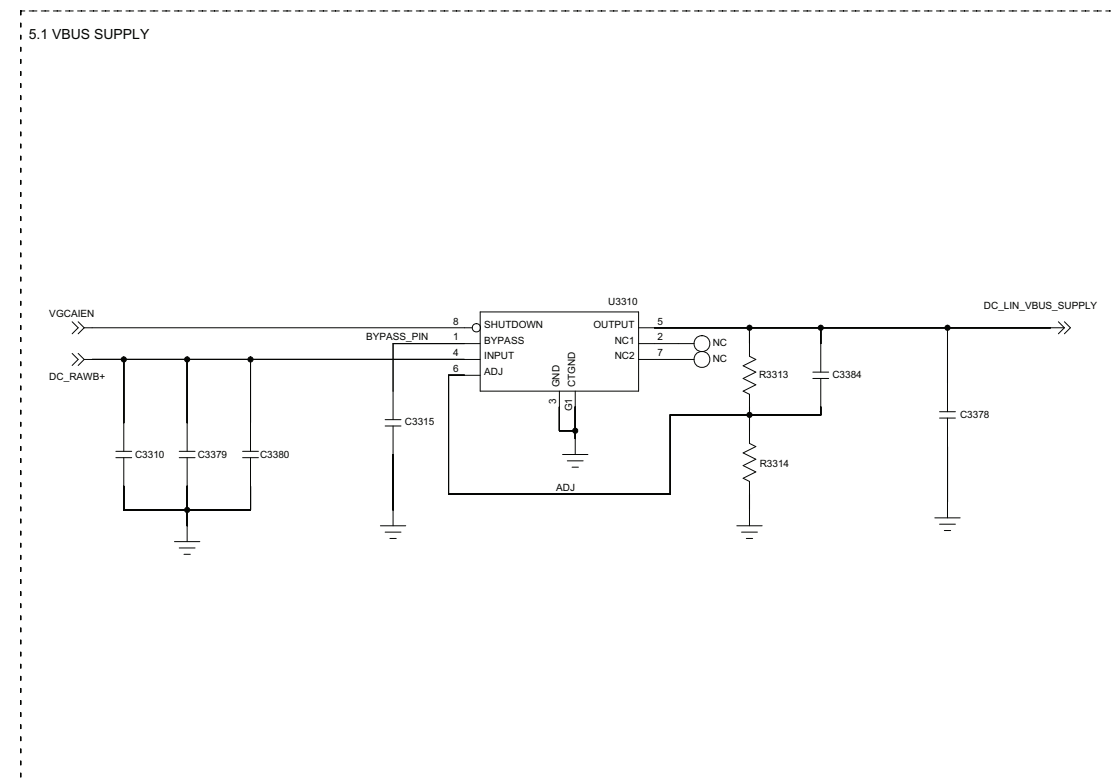 5.1 VBUS SUPPLY
U3310
VGCAIEN
DC_LIN_VBUS_SUPPLY
8 SHUTDOWN OUTPUT 5
BYPASS_PIN 1 BYPASS NC1 2 NC
4 INPUT NC2 7 NC
DC_RAWB+
6 ADJ
GND CTGND
3 G1
R3313
C3384
C3315
C3378
C3310 C3379 C3380
R3314
ADJ